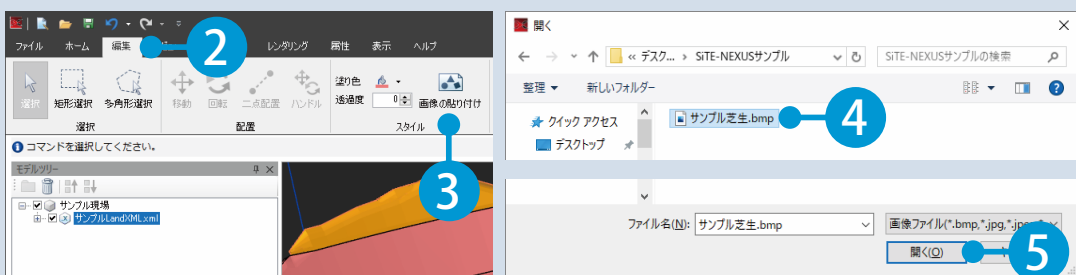 ファイル ホーム 編集 レンダリング 属性 表示 ヘルプ
2
選択 矩形選択 多角形選択 移動 回転 二点配置 ハンドル
塗り色
透過度 0 画像の貼り付け
選択 配置 スタイル
3
コマンドを選択してください。
モデルツリー
サンプル現場
サンプルLandXML.xml
開く
« デスク... › SiTE-NEXUSサンプル
SiTE-NEXUSサンプルの検索
整理 新しいフォルダー
クイック アクセス
デスクトップ
サンプル芝生.bmp
4
ファイル名(N): サンプル芝生.bmp
画像ファイル(*.bmp,*.jpg,*.jp
開く(O)
5